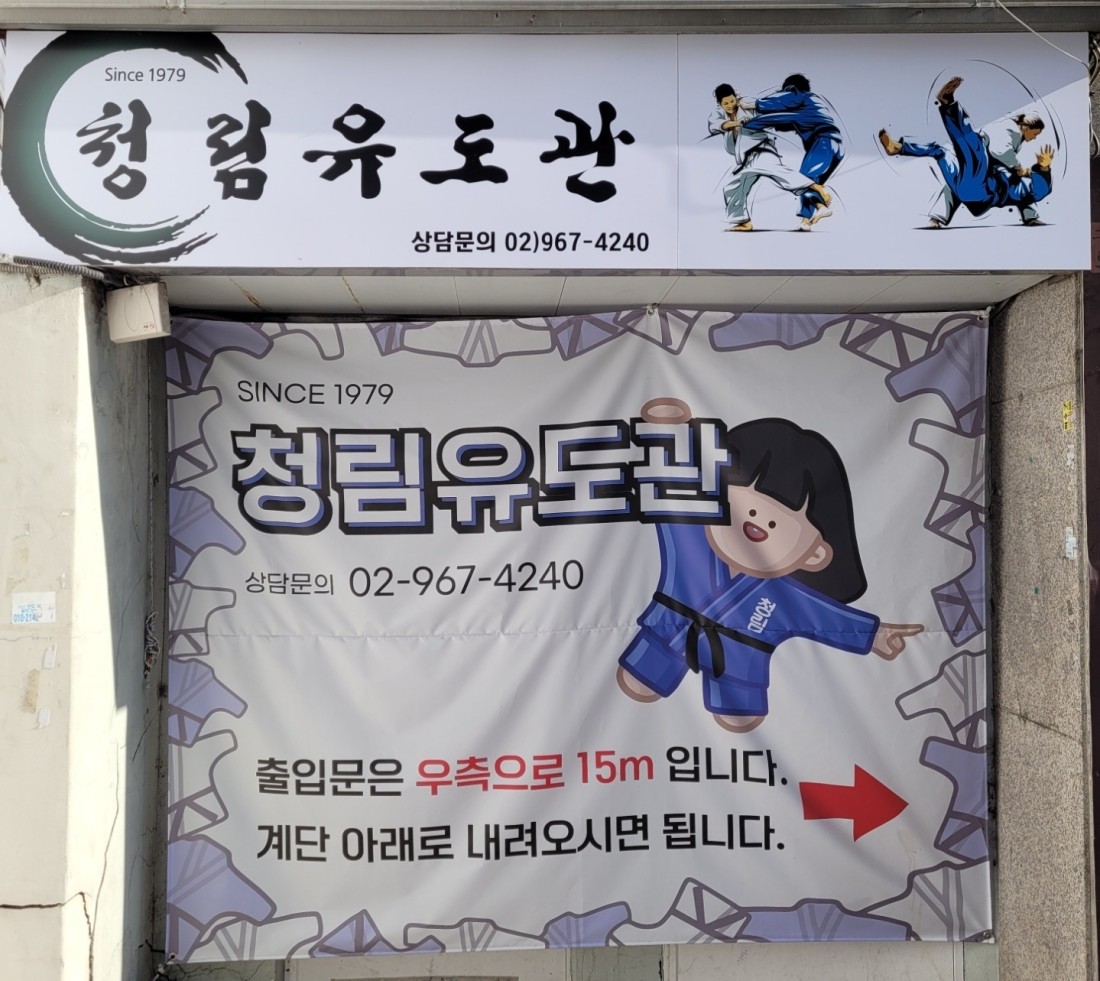 Since 1979
청림유도관
상담문의 02)967-4240
SINCE 1979
청림유도관
상담문의 02-967-4240
출입문은 우측으로 15m 입니다.
계단 아래로 내려오시면 됩니다.